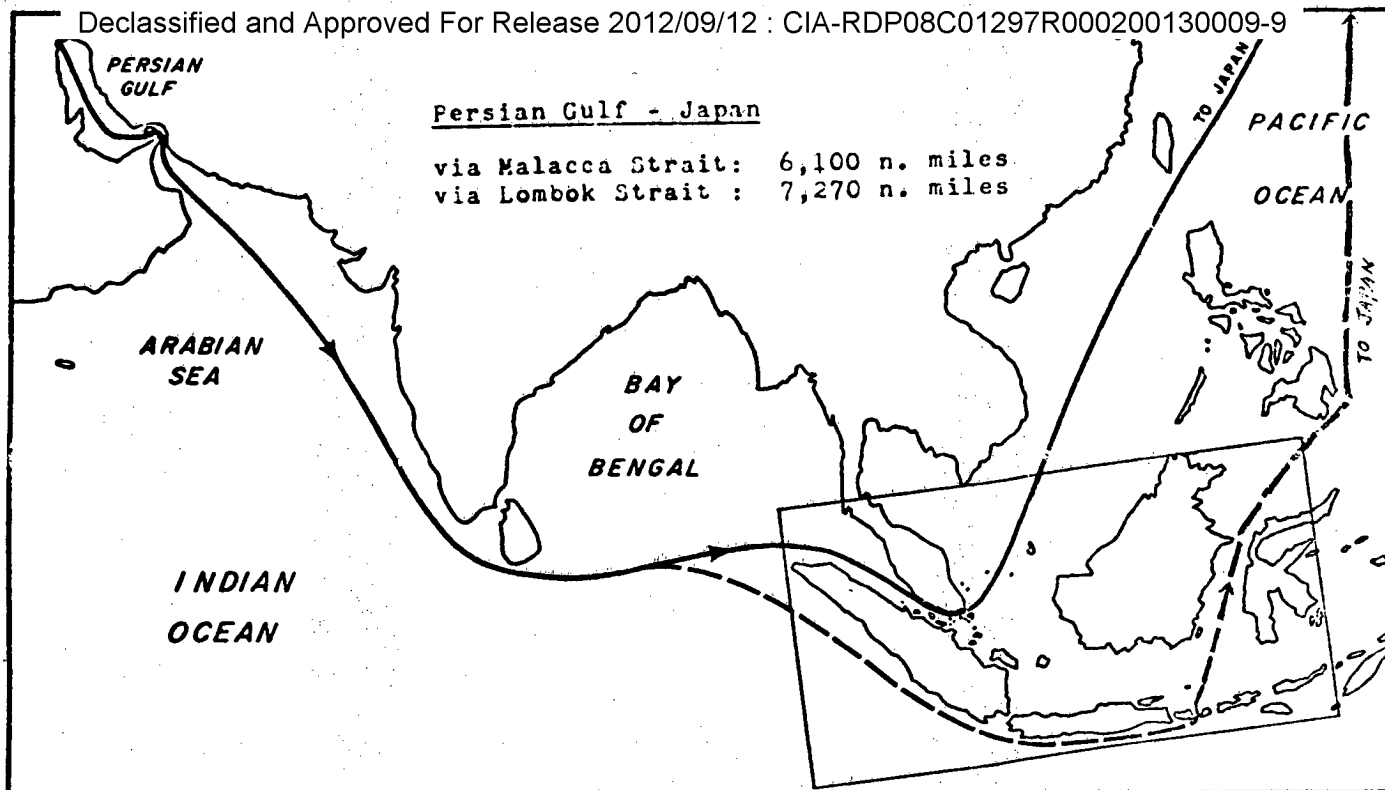 Declassified and Approved For Release 2012/09/12 : CIA-RDP08C01297R000200130009-9
PERSIAN
GULF
Persian Gulf - Japan
via Malacca Strait: 6,100 n. miles
via Lombok Strait : 7,270 n. miles
TO JAPAN
PACIFIC
OCEAN
TO JAPAN
ARABIAN
SEA
BAY
OF
BENGAL
INDIAN
OCEAN